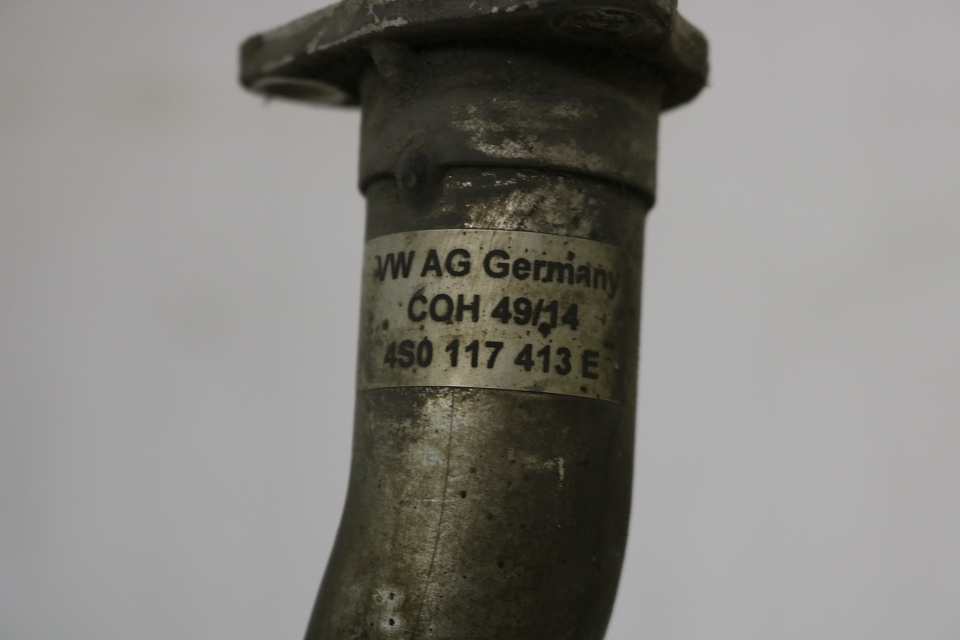 VW AG Germany
CQH 49/14
4S0 117 413 E